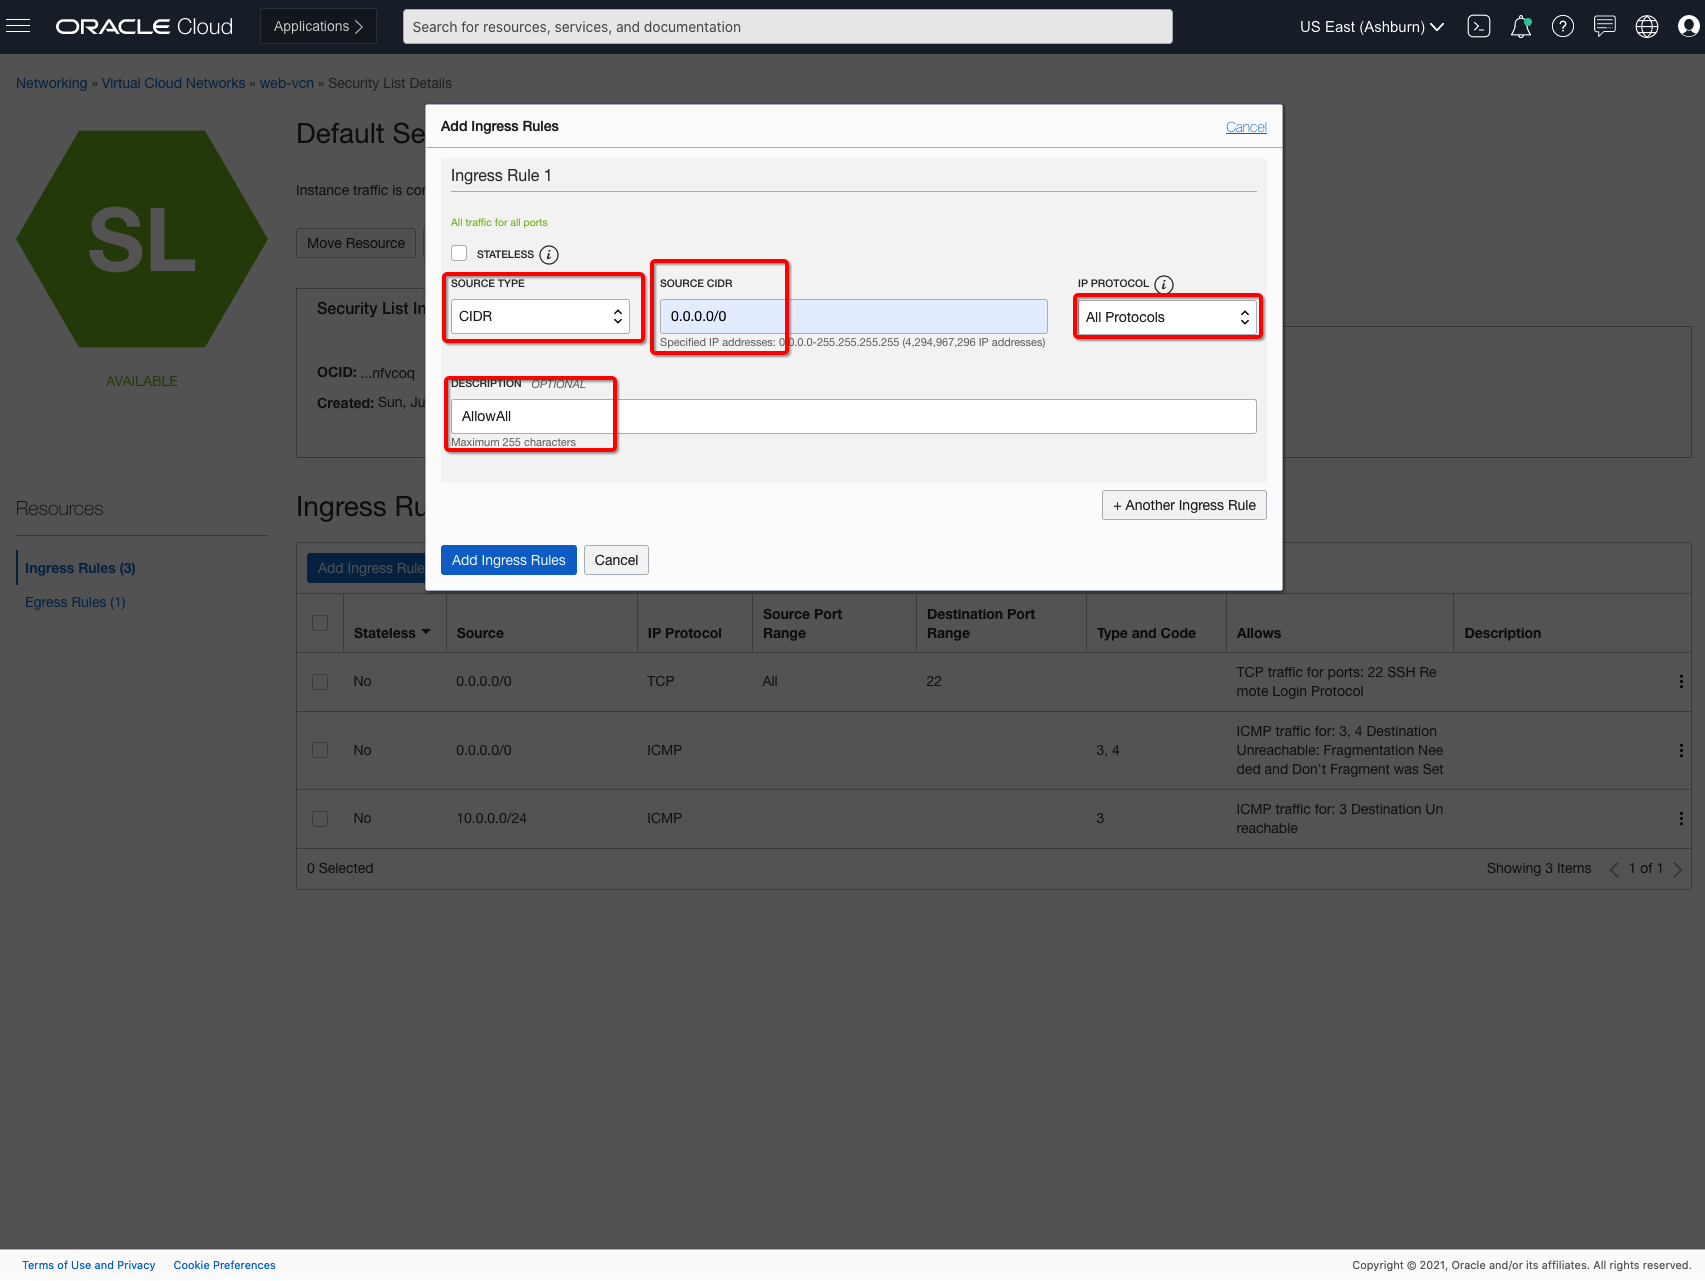 ORACLE Cloud
Applications
Search for resources, services, and documentation
US East (Ashburn)
Networking » Virtual Cloud Networks » web-vcn » Security List Details
SL
AVAILABLE
Default Se
Instance traffic is con
Move Resource
Security List In
OCID: ...nfvcoq
Created: Sun, Ju
Add Ingress Rules
Cancel
Ingress Rule 1
All traffic for all ports
STATELESS
SOURCE TYPE
CIDR
SOURCE CIDR
0.0.0.0/0
Specified IP addresses: 0.0.0.0-255.255.255.255 (4,294,967,296 IP addresses)
IP PROTOCOL
All Protocols
DESCRIPTION OPTIONAL
AllowAll
Maximum 255 characters
+ Another Ingress Rule
Add Ingress Rules
Cancel
Resources
Ingress Rules (3)
Egress Rules (1)
Ingress Ru
Add Ingress Rule
Stateless
Source
IP Protocol
Source Port Range
Destination Port Range
Type and Code
Allows
Description
No 0.0.0.0/0 TCP All 22 TCP traffic for ports: 22 SSH Re
mote Login Protocol
No 0.0.0.0/0 ICMP 3, 4 ICMP traffic for: 3, 4 Destination
Unreachable: Fragmentation Nee
ded and Don't Fragment was Set
No 10.0.0.0/24 ICMP 3 ICMP traffic for: 3 Destination Un
reachable
0 Selected
Showing 3 Items
1 of 1
Terms of Use and Privacy
Cookie Preferences
Copyright © 2021, Oracle and/or its affiliates. All rights reserved.